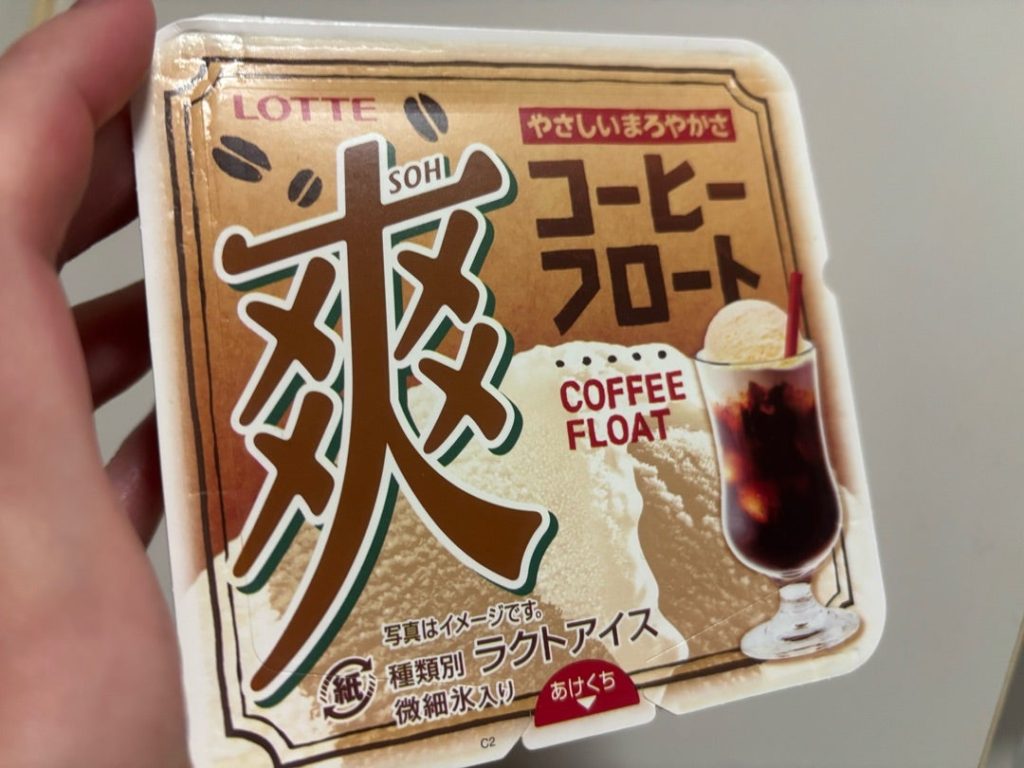 LOTTE
爽
SOH
やさしいまろやかさ
コーヒー
フロート
COFFEE
FLOAT
写真はイメージです。
紙
種類別 ラクトアイス
微細氷入り
あけくち
C2